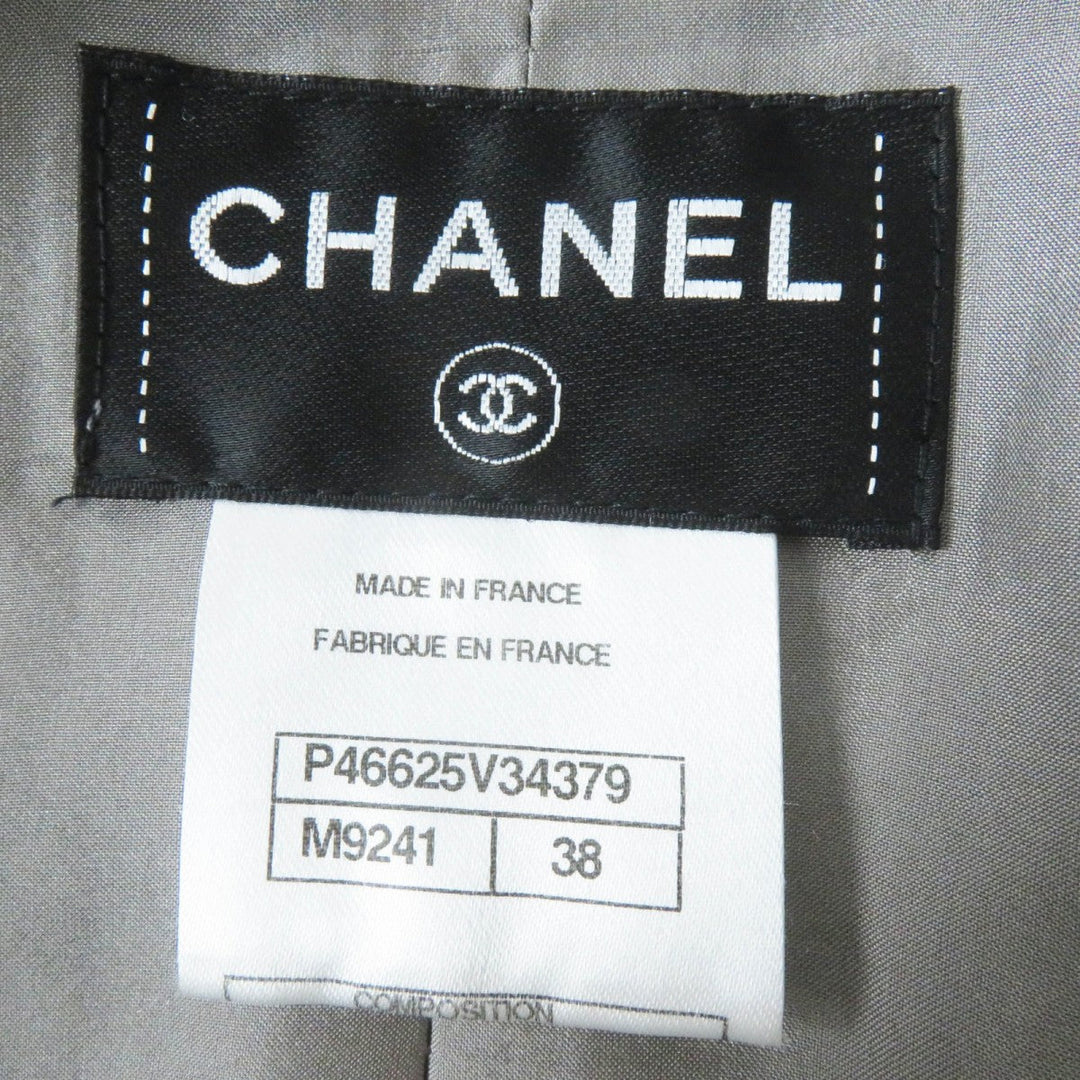 CHANEL
MADE IN FRANCE
FABRIQUE EN FRANCE
P46625V34379
M9241 38
COMPOSITION